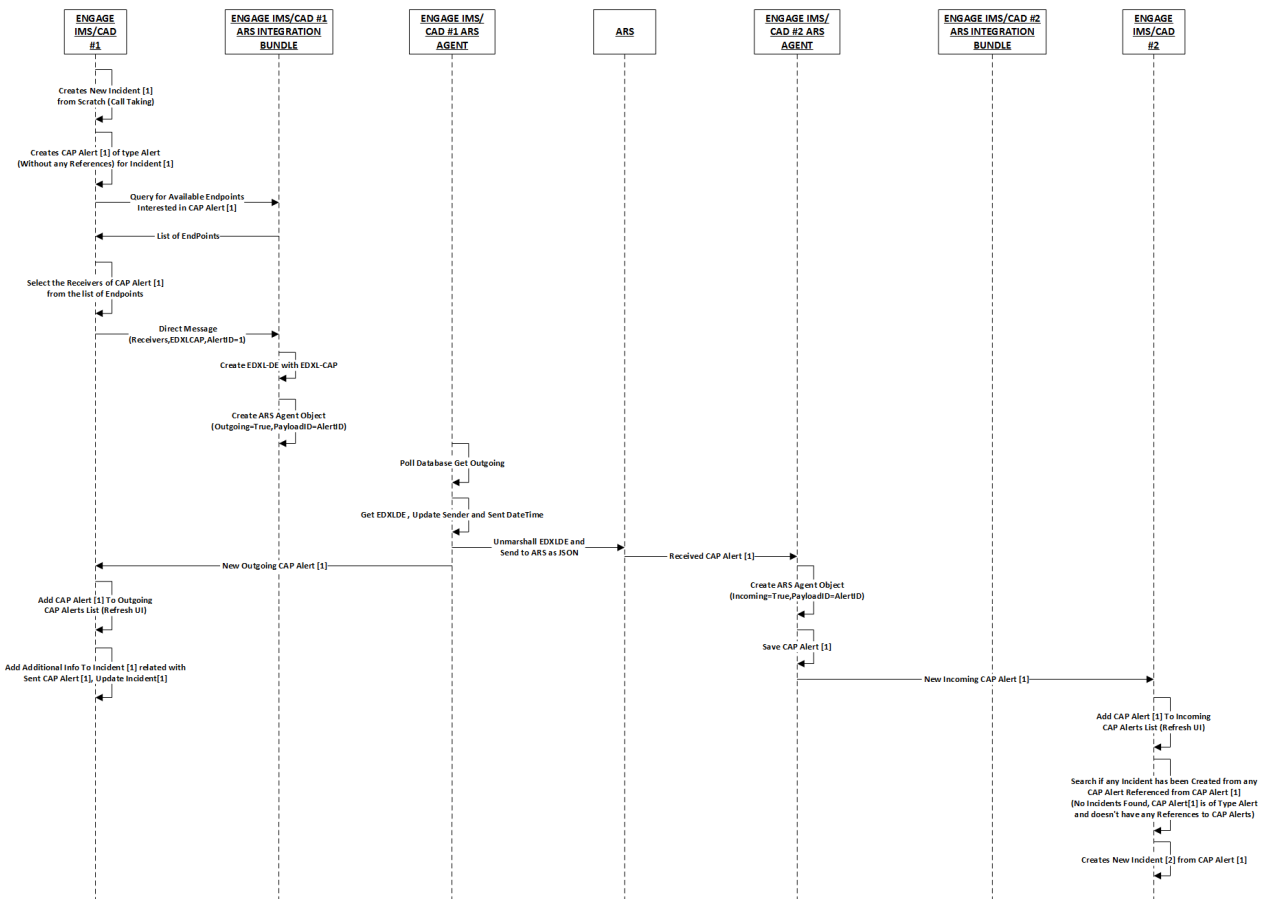 ENGAGE
IMS/CAD
#1
ENGAGE IMS/CAD #1
ARS INTEGRATION
BUNDLE
ENGAGE IMS/
CAD #1 ARS
AGENT
ARS
ENGAGE IMS/
CAD #2 ARS
AGENT
ENGAGE IMS/CAD #2
ARS INTEGRATION
BUNDLE
ENGAGE
IMS/CAD
#2
Creates New Incident [1]
from Scratch (Call Taking)
Creates CAP Alert [1] of type Alert
(Without any References) for Incident [1]
Query for Available Endpoints
Interested in CAP Alert [1]
List of EndPoints
Select the Receivers of CAP Alert [1]
from the list of Endpoints
Direct Message
(Receivers,EDXLCAP,AlertID=1)
Create EDXL-DE with EDXL-CAP
Create ARS Agent Object
(Outgoing=True,PayloadID=AlertID)
Poll Database Get Outgoing
Get EDXLDE , Update Sender and Sent DateTime
Unmarshall EDXLDE and
Send to ARS as JSON
Received CAP Alert [1]
New Outgoing CAP Alert [1]
Create ARS Agent Object
(Incoming=True,PayloadID=AlertID)
Add CAP Alert [1] To Outgoing
CAP Alerts List (Refresh UI)
Save CAP Alert [1]
Add Additional Info To Incident [1] related with
Sent CAP Alert [1], Update Incident[1]
New Incoming CAP Alert [1]
Add CAP Alert [1] To Incoming
CAP Alerts List (Refresh UI)
Search if any Incident has been Created from any
CAP Alert Referenced from CAP Alert [1]
(No Incidents Found, CAP Alert[1] is of Type Alert
and doesn't have any References to CAP Alerts)
Creates New Incident [2] from CAP Alert [1]